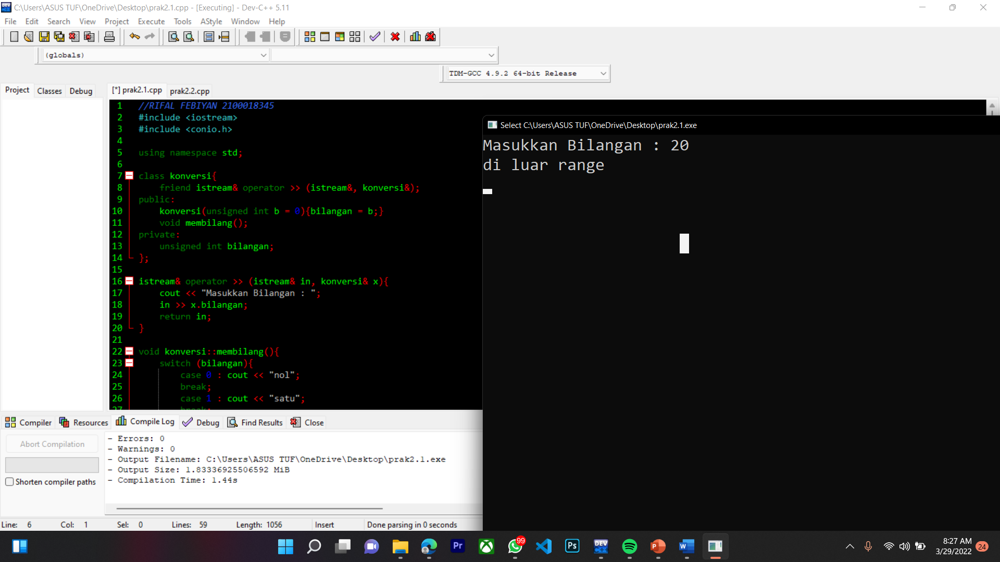 C:\Users\ASUS TUF\OneDrive\Desktop\prak2.1.cpp - [Executing] - Dev-C++ 5.11
File Edit Search View Project Execute Tools AStyle Window Help
(globals)
TDM-GCC 4.9.2 64-bit Release
Project Classes Debug
[*] prak2.1.cpp prak2.2.cpp
1 //RIFAL FEBIYAN 2100018345
2 #include <iostream>
3 #include <conio.h>
4
5 using namespace std;
6
7 class konversi{
8 friend istream& operator >> (istream&, konversi&);
9 public:
10 konversi(unsigned int b = 0){bilangan = b;}
11 void membilang();
12 private:
13 unsigned int bilangan;
14 };
15
16 istream& operator >> (istream& in, konversi& x){
17 cout << "Masukkan Bilangan : ";
18 in >> x.bilangan;
19 return in;
20 }
21
22 void konversi::membilang(){
23 switch (bilangan){
24 case 0 : cout << "nol";
25 break;
26 case 1 : cout << "satu";
27 break;
Select C:\Users\ASUS TUF\OneDrive\Desktop\prak2.1.exe
Masukkan Bilangan : 20
di luar range
Compiler Resources Compile Log Debug Find Results Close
Abort Compilation
Shorten compiler paths
- Errors: 0
- Warnings: 0
- Output Filename: C:\Users\ASUS TUF\OneDrive\Desktop\prak2.1.exe
- Output Size: 1.83336925506592 MiB
- Compilation Time: 1.44s
Line: 6 Col: 1 Sel: 0 Lines: 59 Length: 1056 Insert Done parsing in 0 seconds
Pr 99 Ps DEV C++ P W
8:27 AM
3/29/2022 24